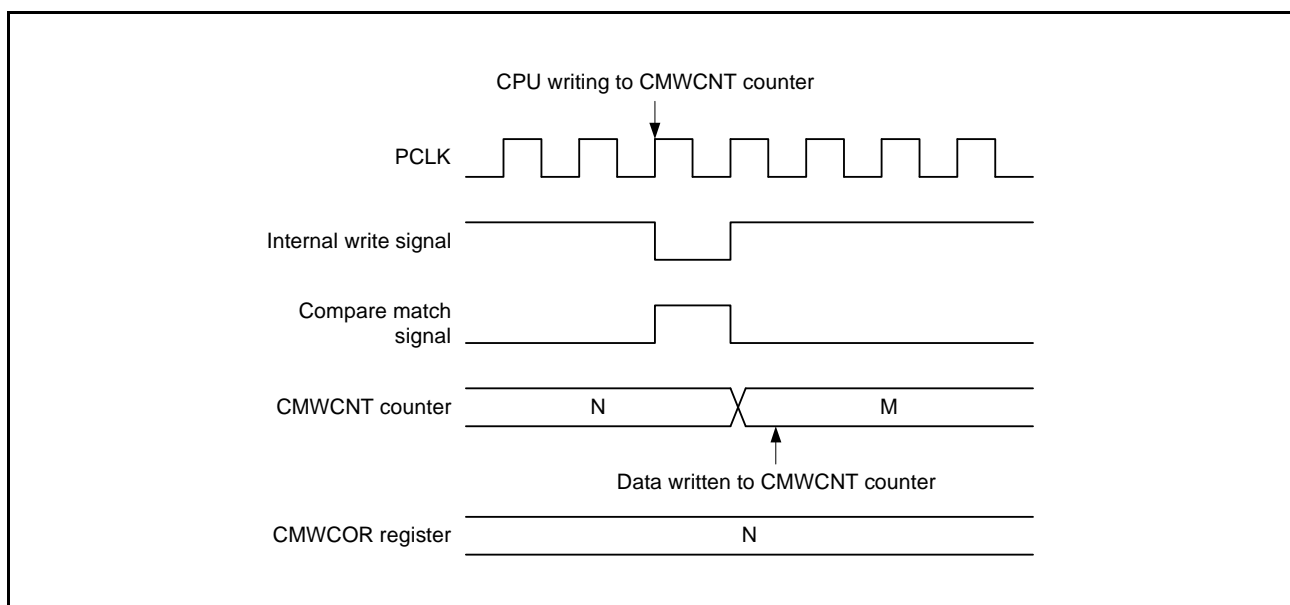 CPU writing to CMWCNT counter
PCLK
Internal write signal
Compare match
signal
CMWCNT counter
N
M
Data written to CMWCNT counter
CMWCOR register
N